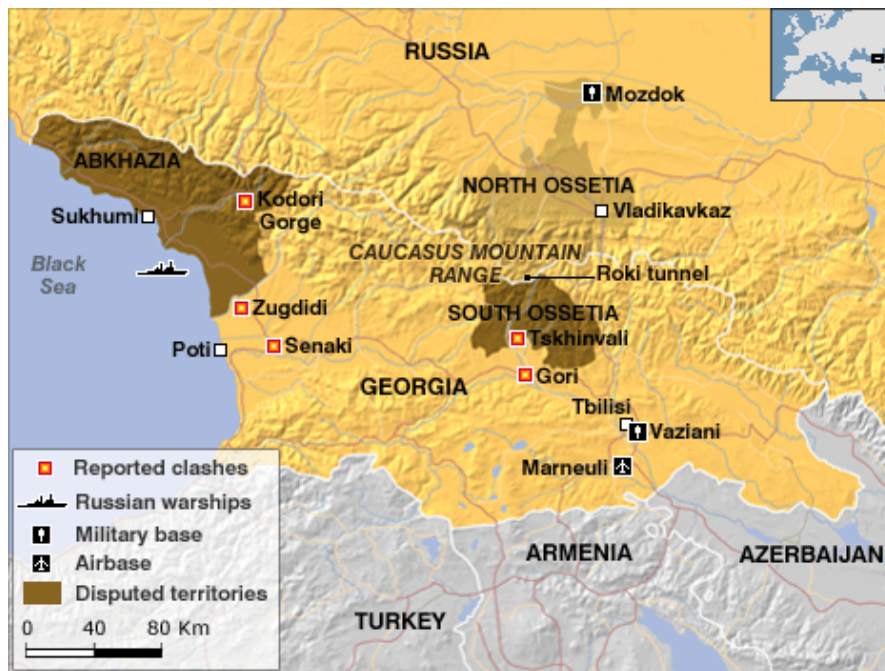 RUSSIA
Mozdok
ABKHAZIA
Kodori
Gorge
NORTH OSSETIA
Sukhumi
Vladikavkaz
Black
Sea
CAUCASUS MOUNTAIN
RANGE
Roki tunnel
Zugdidi
SOUTH OSSETIA
Tskhinvali
Poti
Senaki
GEORGIA
Gori
Tbilisi
Vaziani
Marneuli
Reported clashes
Russian warships
Military base
Airbase
Disputed territories
0 40 80 Km
ARMENIA
AZERBAIJAN
TURKEY